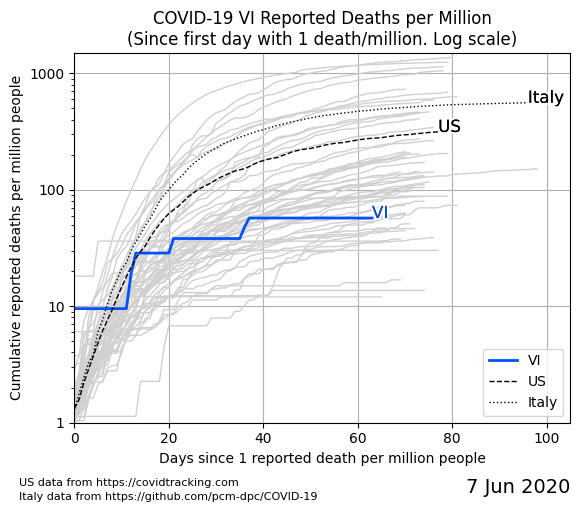 COVID-19 VI Reported Deaths per Million
(Since first day with 1 death/million. Log scale)
Cumulative reported deaths per million people
1000
100
10
1
Italy
US
VI
VI
US
Italy
0
20
40
60
80
100
Days since 1 reported death per million people
US data from https://covidtracking.com
Italy data from https://github.com/pcm-dpc/COVID-19
7 Jun 2020